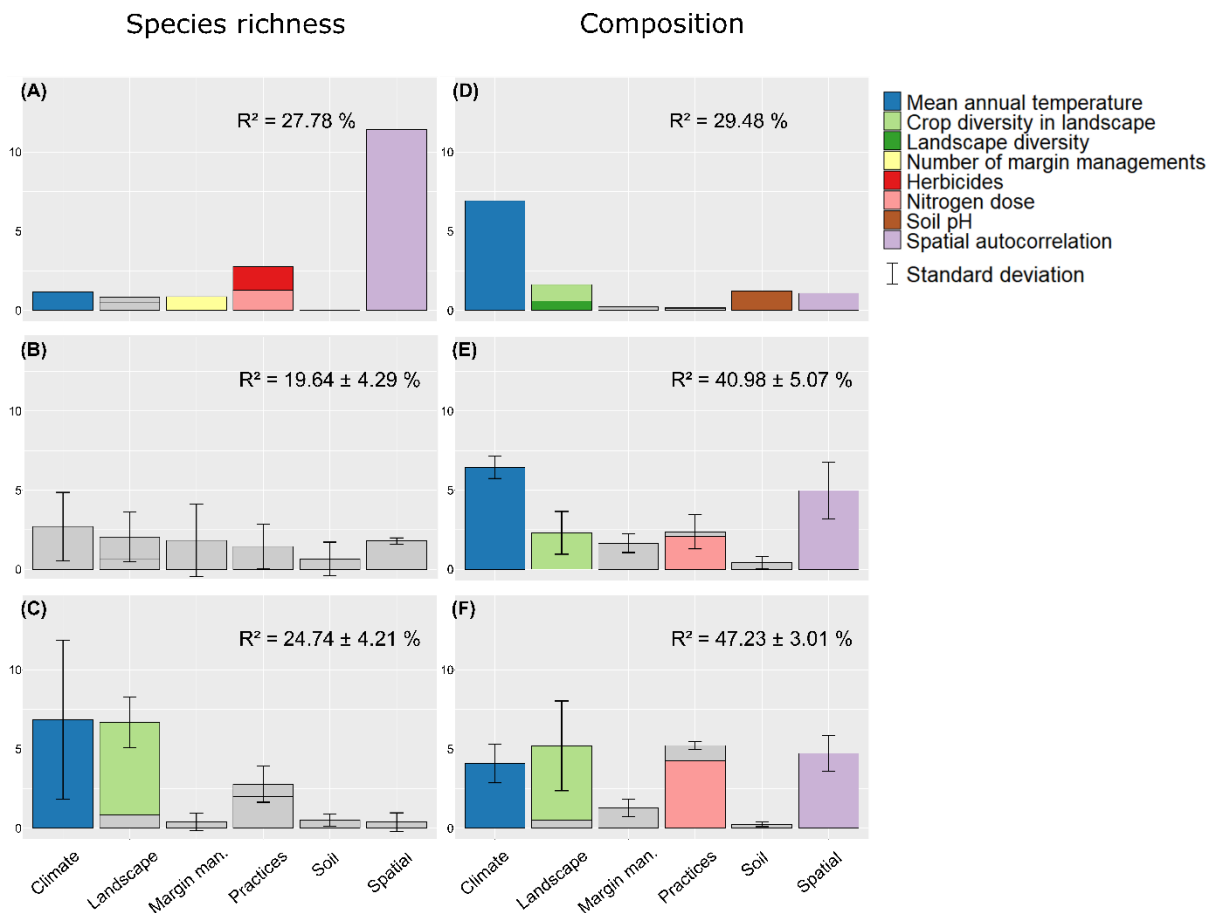 Species richness
Composition
(A)
R² = 27.78 %
10
5
0
(D)
R² = 29.48 %
10
5
0
Mean annual temperature
Crop diversity in landscape
Landscape diversity
Number of margin managements
Herbicides
Nitrogen dose
Soil pH
Spatial autocorrelation
Standard deviation
(B)
R² = 19.64 ± 4.29 %
10
5
0
(E)
R² = 40.98 ± 5.07 %
10
5
0
(C)
R² = 24.74 ± 4.21 %
10
5
0
(F)
R² = 47.23 ± 3.01 %
10
5
0
Climate
Landscape
Margin man.
Practices
Soil
Spatial
Climate
Landscape
Margin man.
Practices
Soil
Spatial